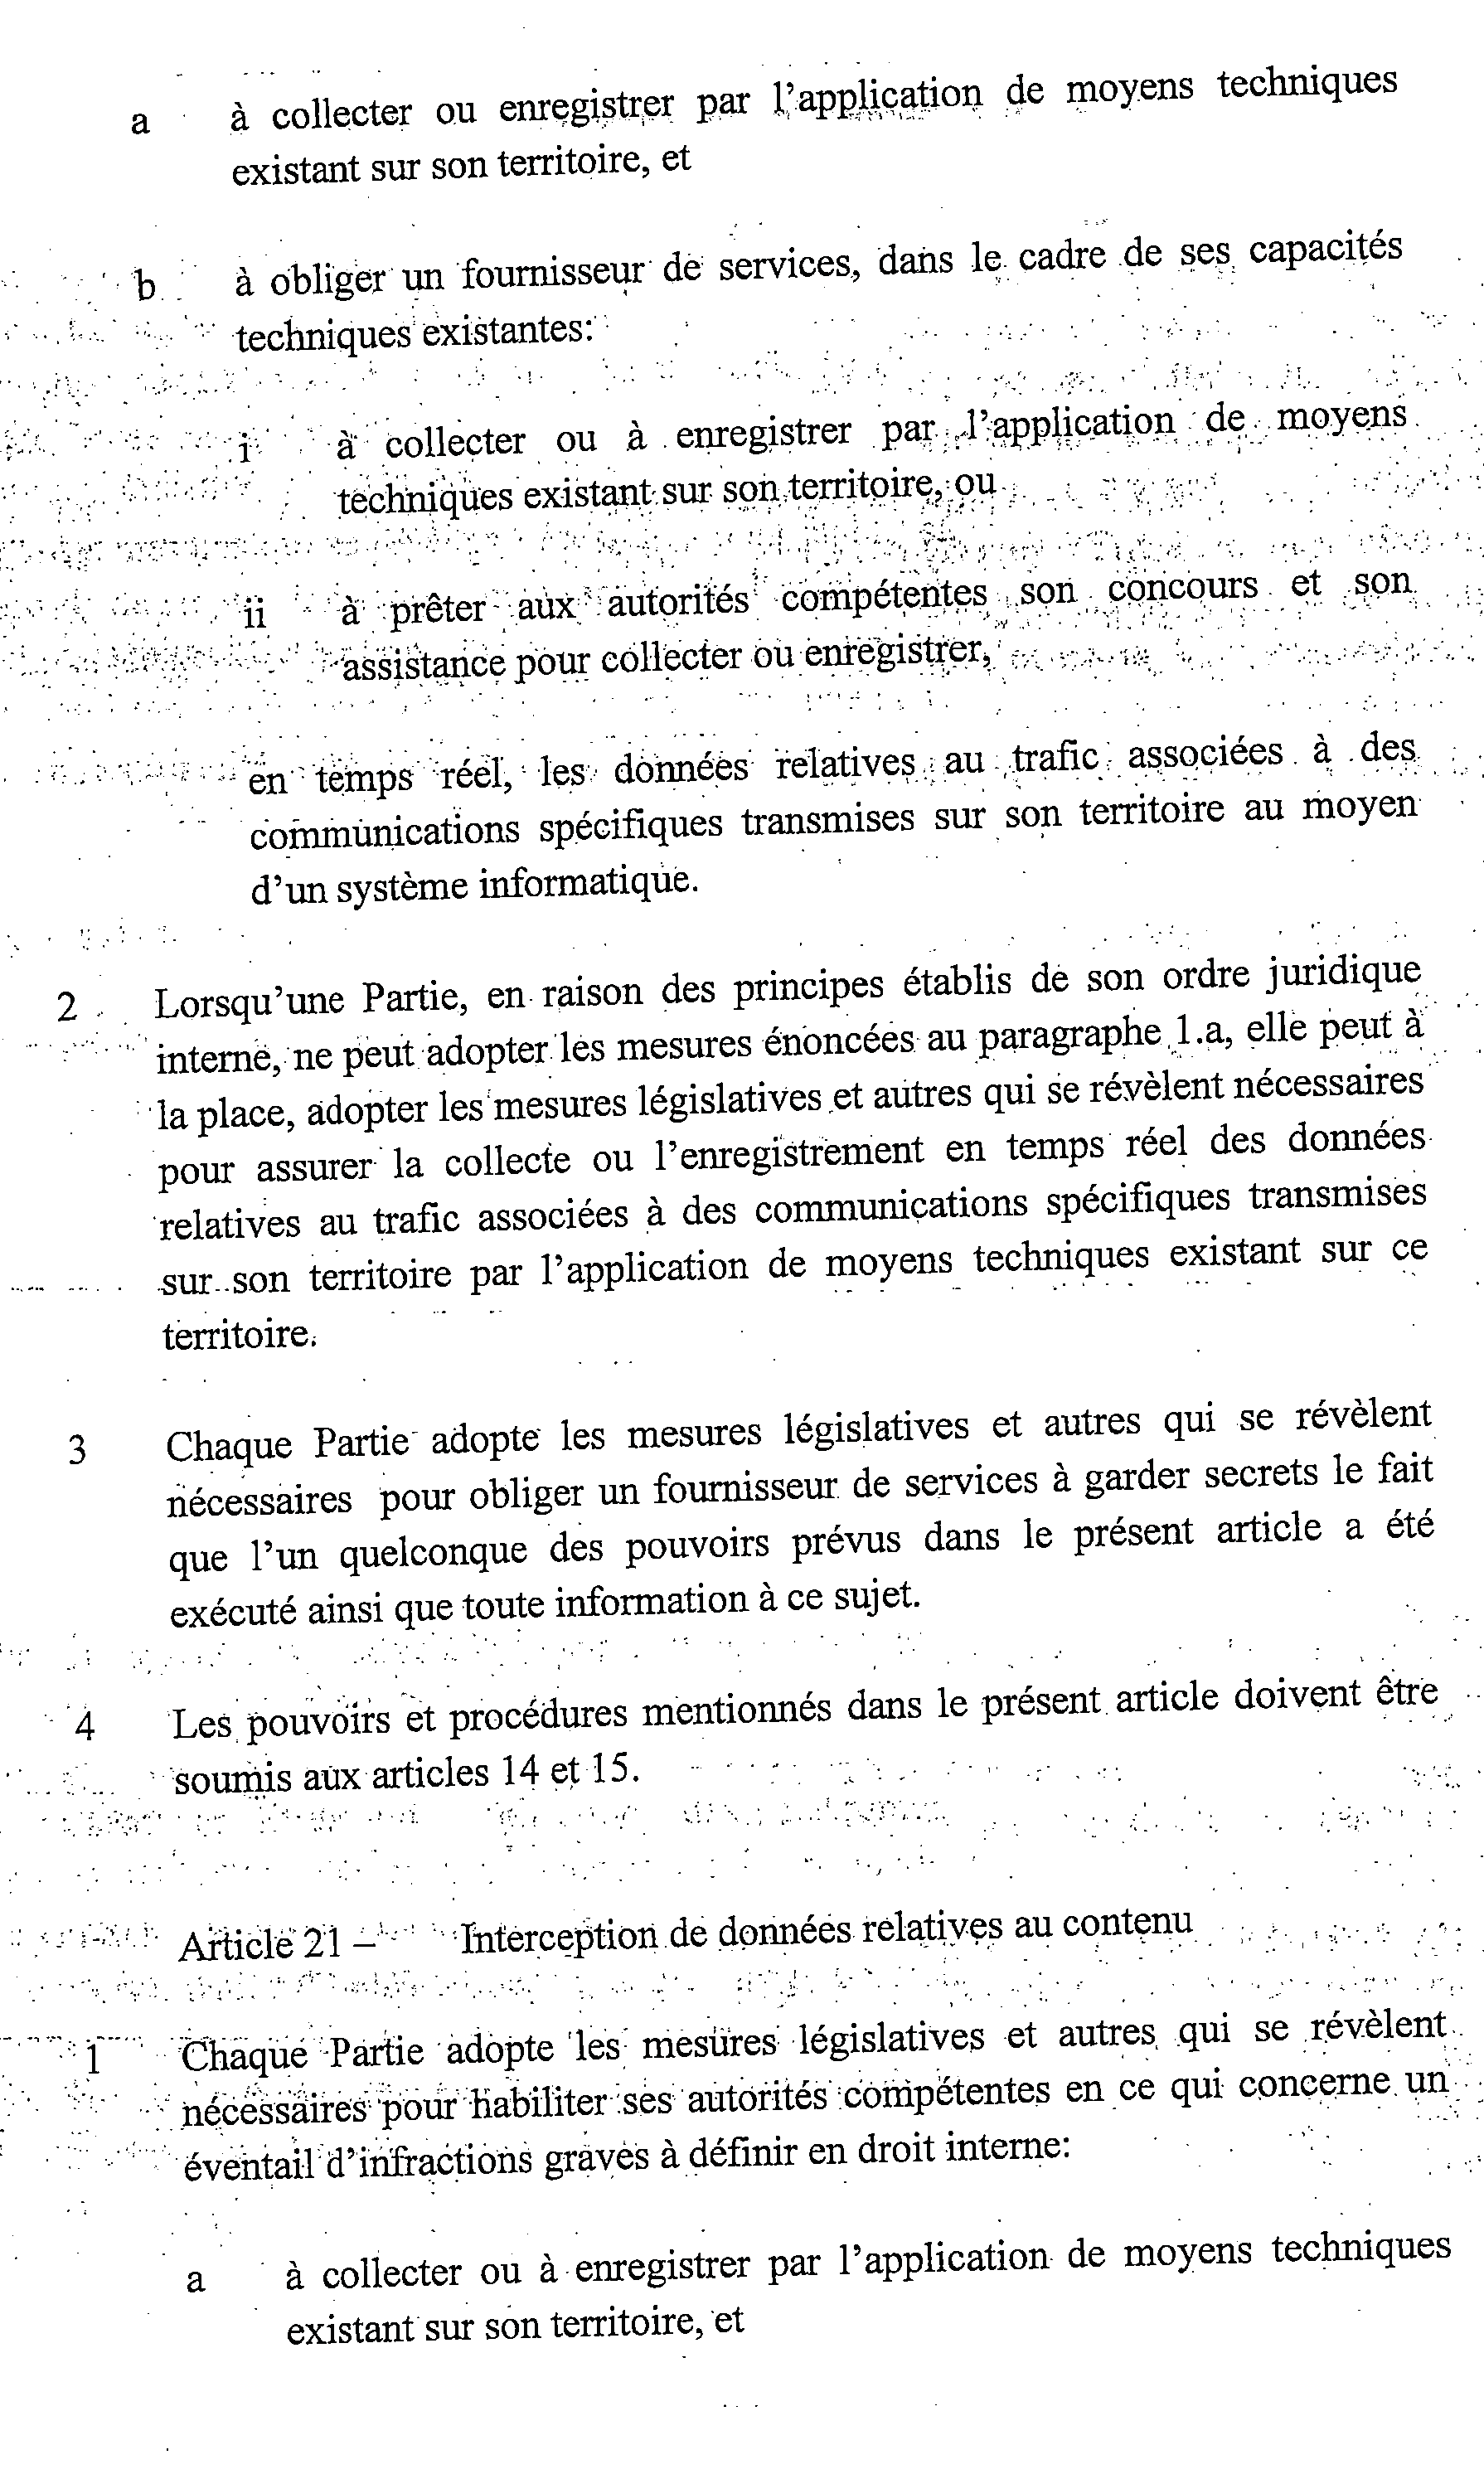 a à collecter ou enregistrer par l'application de moyens techniques
existant sur son territoire, et
b à obliger un fournisseur de services, dans le cadre de ses capacités
techniques existantes:
i à collecter ou à enregistrer par l'application de moyens
techniques existant sur son territoire, ou
ii à prêter aux autorités compétentes son concours et son
assistance pour collecter ou enregistrer,
en temps réel, les données relatives au trafic associées à des
communications spécifiques transmises sur son territoire au moyen
d'un système informatique.
2 Lorsqu'une Partie, en raison des principes établis de son ordre juridique
interne, ne peut adopter les mesures énoncées au paragraphe 1.a, elle peut à
la place, adopter les mesures législatives et autres qui se révèlent nécessaires
pour assurer la collecte ou l'enregistrement en temps réel des données
relatives au trafic associées à des communications spécifiques transmises
sur son territoire par l'application de moyens techniques existant sur ce
territoire.
3 Chaque Partie adopte les mesures législatives et autres qui se révèlent
nécessaires pour obliger un fournisseur de services à garder secrets le fait
que l'un quelconque des pouvoirs prévus dans le présent article a été
exécuté ainsi que toute information à ce sujet.
4 Les pouvoirs et procédures mentionnés dans le présent article doivent être
soumis aux articles 14 et 15.
Article 21 – Interception de données relatives au contenu
1 Chaque Partie adopte les mesures législatives et autres qui se révèlent
nécessaires pour habiliter ses autorités compétentes en ce qui concerne un
éventail d'infractions graves à définir en droit interne:
a à collecter ou à enregistrer par l'application de moyens techniques
existant sur son territoire, et